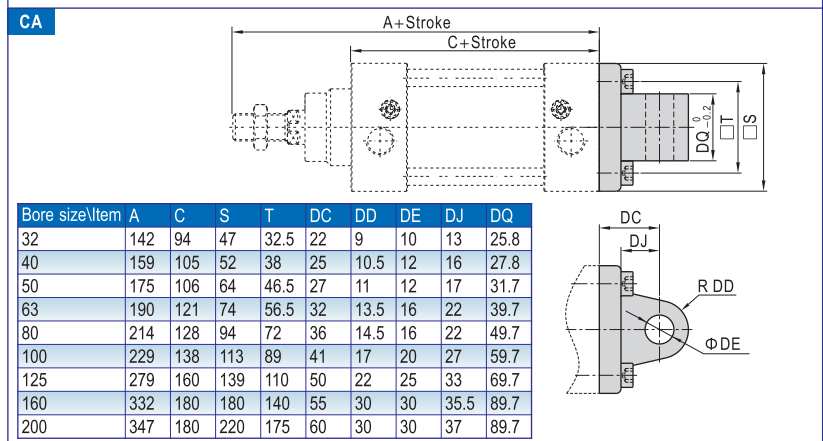 CA
A+Stroke
C+Stroke
DQ 0 -0.2
□T
□S
Bore size\Item A C S T DC DD DE DJ DQ
32 142 94 47 32.5 22 9 10 13 25.8
40 159 105 52 38 25 10.5 12 16 27.8
50 175 106 64 46.5 27 11 12 17 31.7
63 190 121 74 56.5 32 13.5 16 22 39.7
80 214 128 94 72 36 14.5 16 22 49.7
100 229 138 113 89 41 17 20 27 59.7
125 279 160 139 110 50 22 25 33 69.7
160 332 180 180 140 55 30 30 35.5 89.7
200 347 180 220 175 60 30 30 37 89.7
DC
DJ
R DD
ΦDE